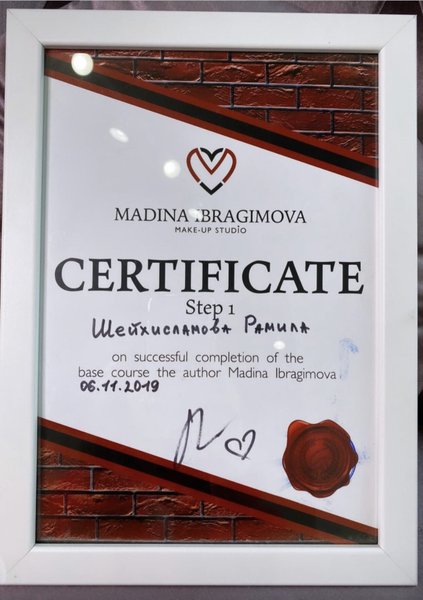 MADINA IBRAGIMOVA
MAKE-UP STUDIO
CERTIFICATE
Step 1
Шейхисламова Рамила
on successful completion of the
base course the author Madina Ibragimova
06.11.2019